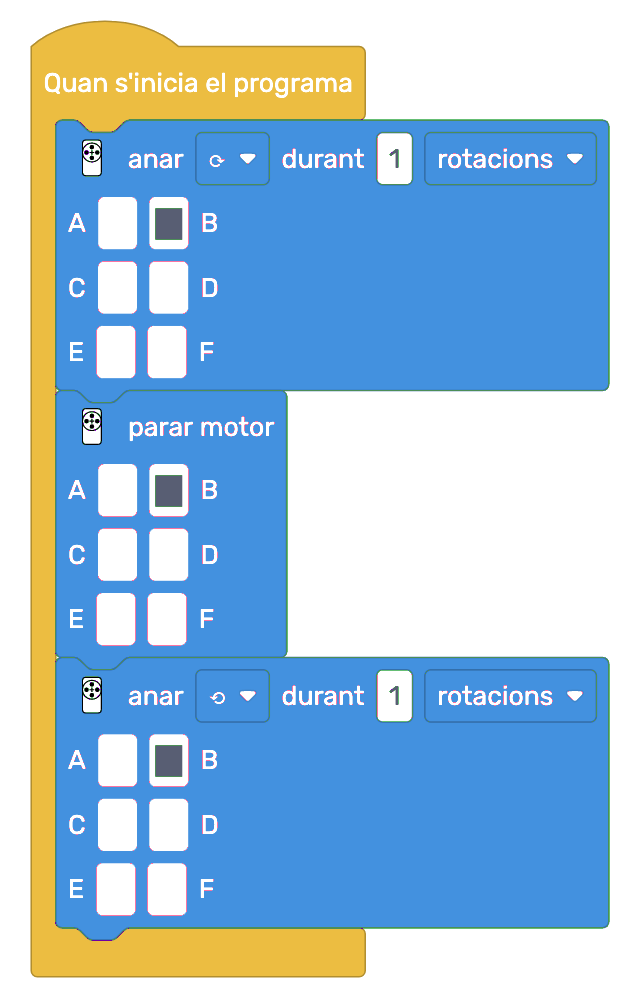 Quan s'inicia el programa
anar ⟳ durant 1 rotacions
A B
C D
E F
parar motor
A B
C D
E F
anar ⟲ durant 1 rotacions
A B
C D
E F